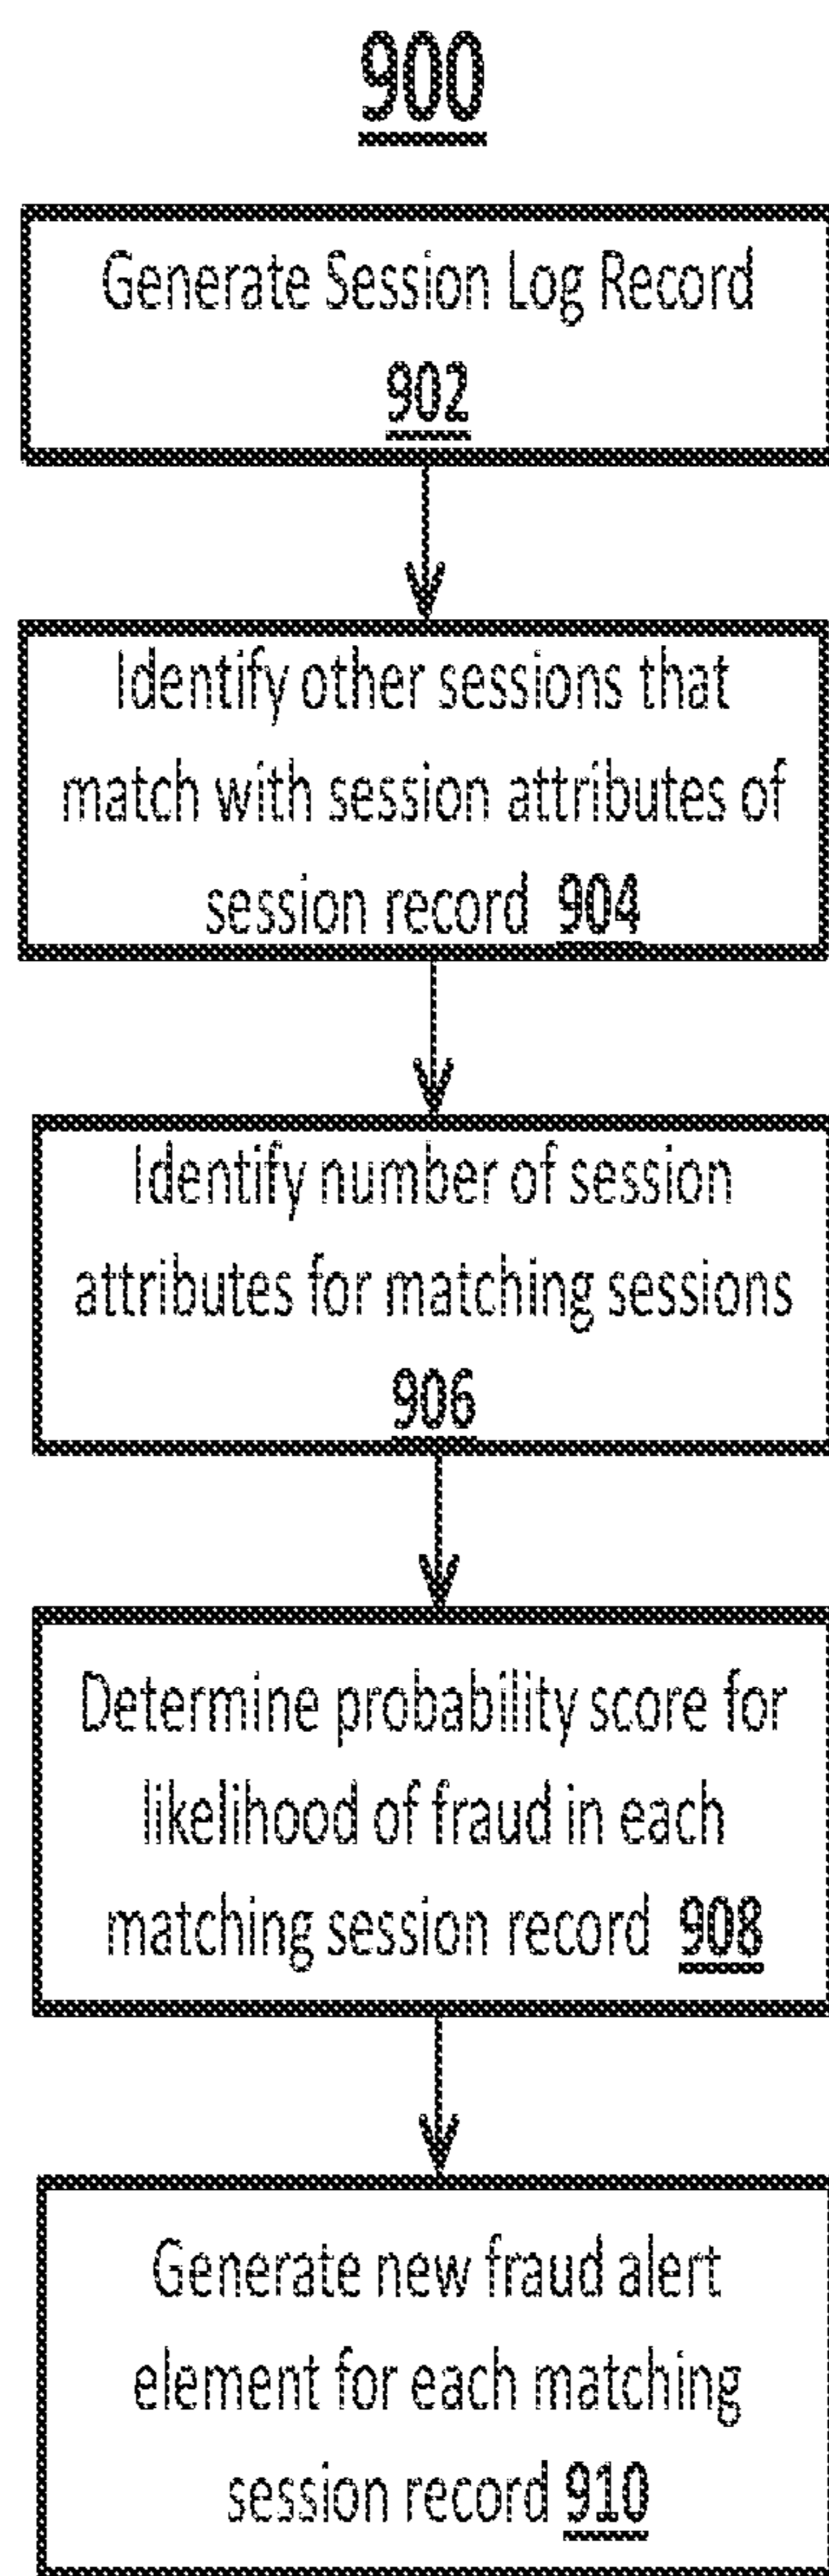 900
Generate Session Log Record
902
Identify other sessions that
match with session attributes of
session record 904
Identify number of session
attributes for matching sessions
906
Determine probability score for
likelihood of fraud in each
matching session record 908
Generate new fraud alert
element for each matching
session record 910